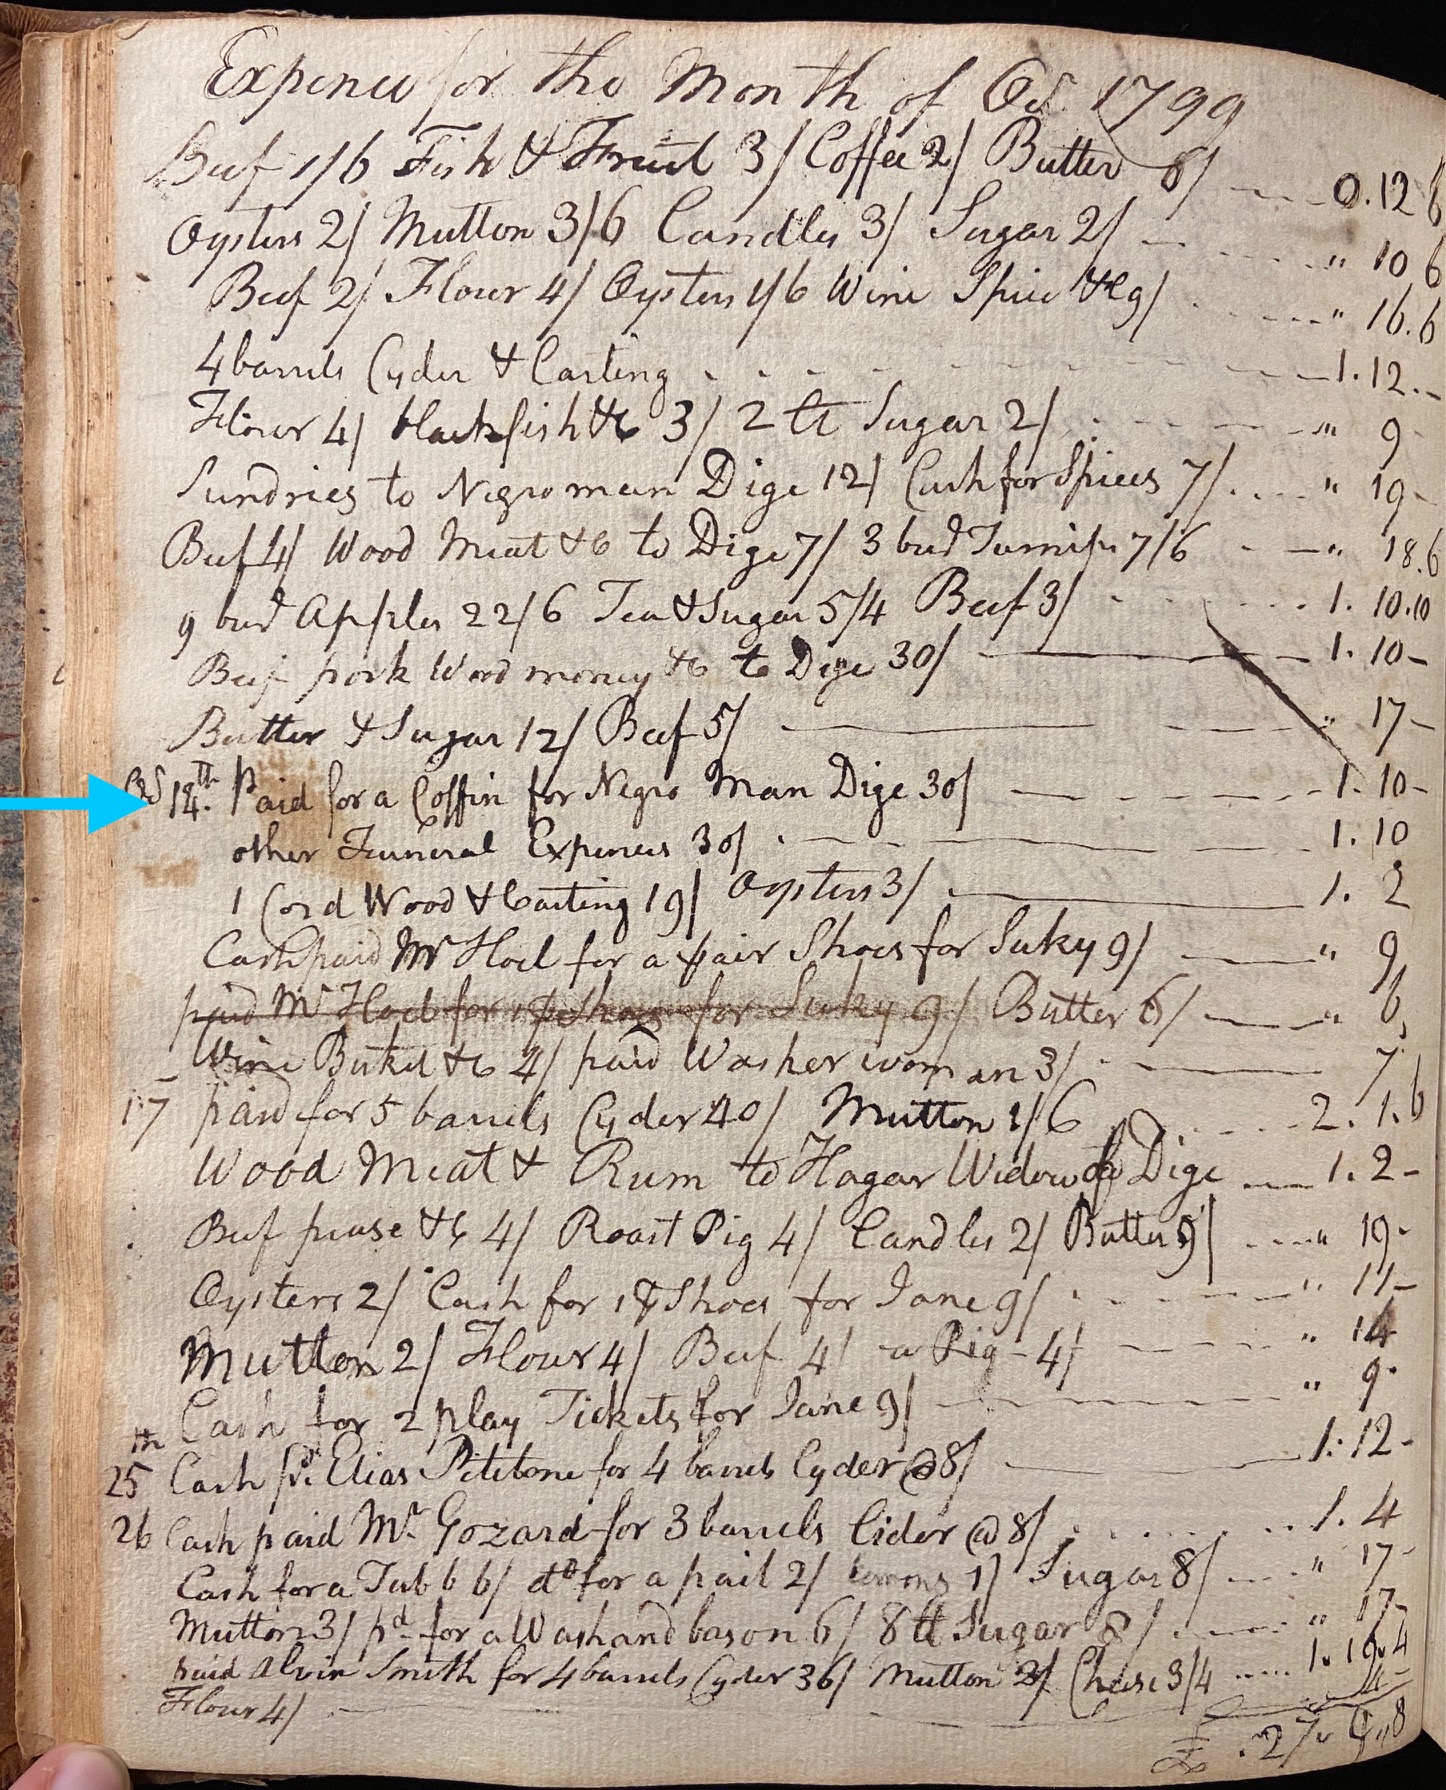 Expences for the Month of Oct 1799
Beef 1/6 Fish & Fruit 3/ Coffee 2/ Butter 8/ 0.12 6
Oysters 2/ Mutton 3/6 Candles 3/ Sugar 2/ " 10 6
Beef 2/ Flour 4/ Oysters 1/6 Wine Spice &c 9/ " 16.6
4 barrels Cyder & Carting 1.12.-
Flour 4/ blackfish &c 3/ 2 lb Sugar 2/ " 9-
Sundries to Negro man Dige 12/ Cash for Spices 7/ " 19-
Beef 4/ Wood Meat &c to Dige 7/ 3 bud Turnips 7/6 " 18.6
9 bud Apples 22/6 Tea & Sugar 5/4 Beef 3/ 1. 10.10
Beef pork Wood money &c to Dige 30/ 1. 10-
Butter & Sugar 12/ Beef 5/ " 17-
Oct 14th. Paid for a Coffin for Negro Man Dige 30/ 1. 10-
other Funeral Expences 30/ 1. 10
1 Cord Wood & Carting 19/ Oysters 3/ 1. 2
Cash paid Mr Hoel for a pair Shoes for Suky 9/ " 9
paid Mr Hoel for 1 pr Shoes for Suky 9/ Butter 6/ " 6
Wine Bisket &c 4/ paid Washer woman 3/ 7
17 paid for 5 barrels Cyder 40/ Mutton 1/6 2. 1.6
Wood Meat & Rum to Hagar Widow of Dige 1. 2-
Beef pease &c 4/ Roast Pig 4/ Candles 2/ Butter 9/ " 19-
Oysters 2/ Cash for 1 pr Shoes for Jane 9/ " 11-
Mutton 2/ Flour 4/ Beef 4/ a Pig - 4/ " 14
Cash for 2 play Tickets for Jane 9/ " 9-
25th Cash pd. Elias Petitone for 4 barrels Cyder @ 8/ 1. 12-
26 Cash paid Mr. Gozard for 3 barrels Cider @ 8/ 1. 4
Cash for a Tub 6 6/ do for a pail 2/ Lemons 1/ Sugar 8/ " 17-
Mutton 3/ pd for a Washand bason 6/ 8 lb Sugar 8/ " 17-
paid Alvin Smith for 4 barrels Cyder 36/ Mutton 2/ Chese 3/4 1. 19.4
Flour 4/ 4-
£ 27 8